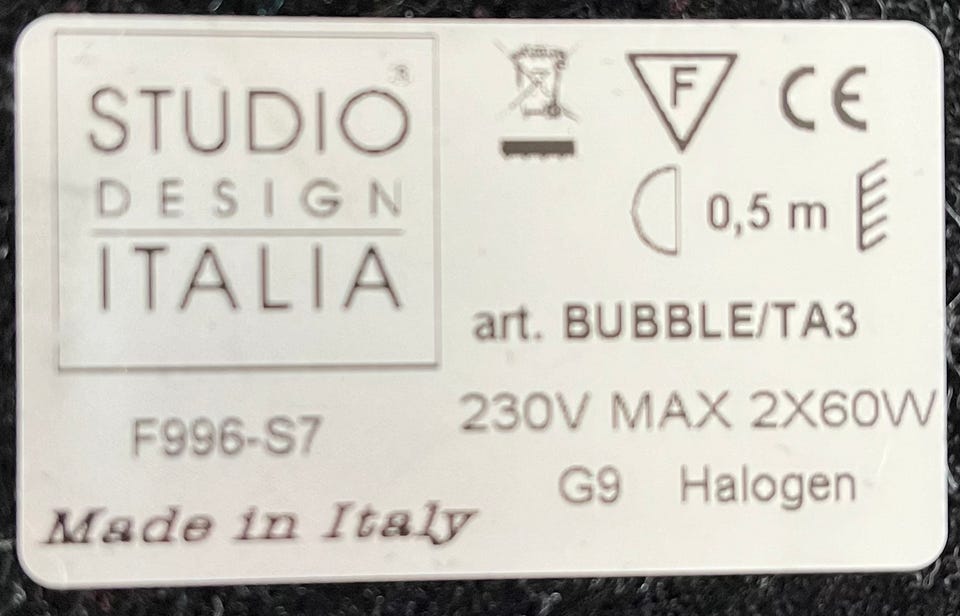 STUDIO®
DESIGN
ITALIA
F996-S7
Made in Italy
F
CE
0,5 m
art. BUBBLE/TA3
230V MAX 2X60W
G9 Halogen